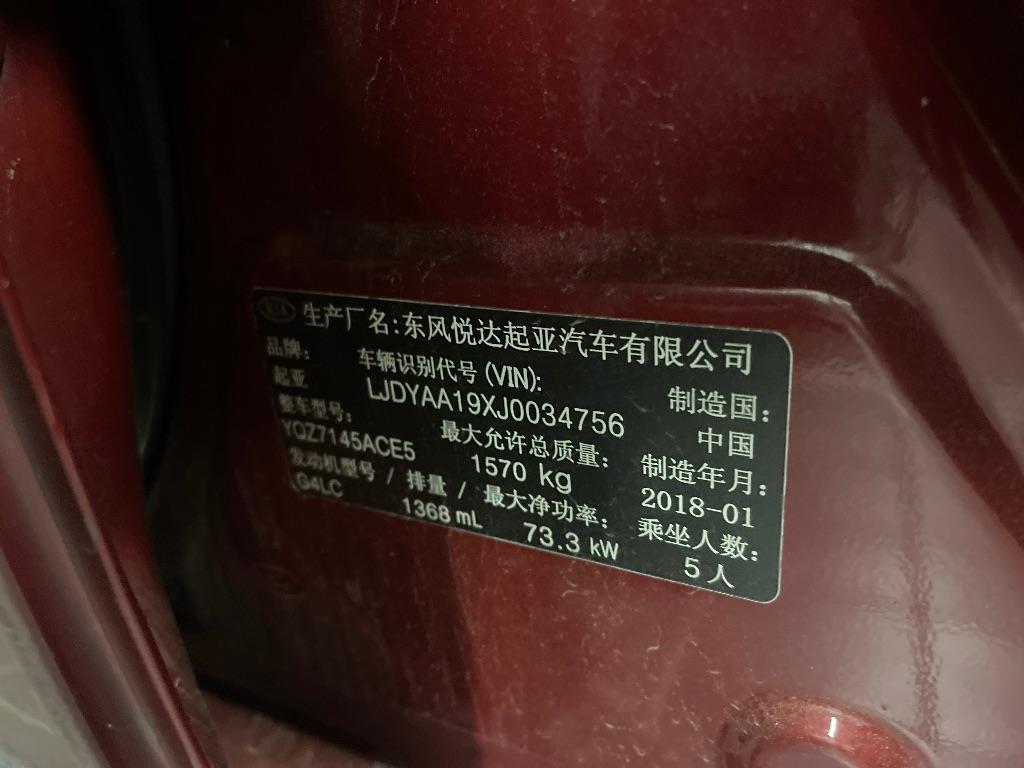 KIA 生产厂名:东风悦达起亚汽车有限公司
品牌: 车辆识别代号(VIN): 制造国:
起亚 LJDYAA19XJ0034756 中国
整车型号: 最大允许总质量: 制造年月:
YQZ7145ACE5 1570 kg 2018-01
发动机型号 / 排量 / 最大净功率: 乘坐人数:
G4LC 1368 mL 73.3 kW 5人